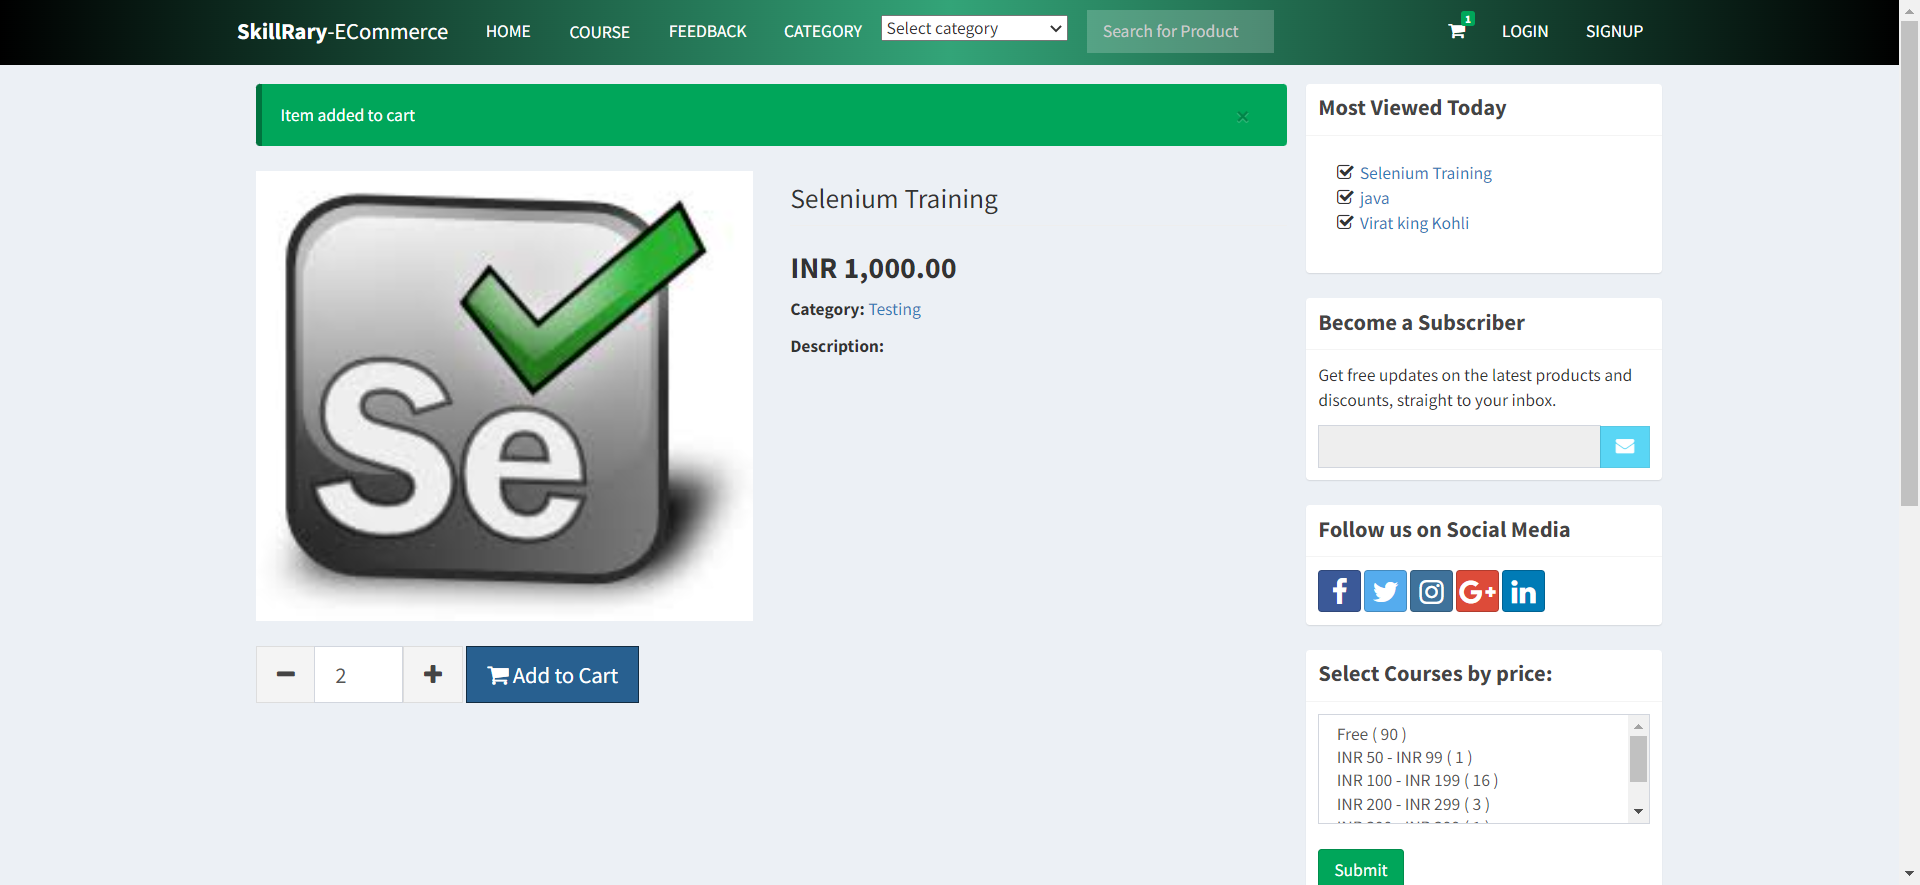 SkillRary-ECommerce HOME COURSE FEEDBACK CATEGORY Select category Search for Product 1 LOGIN SIGNUP
Item added to cart ×
Se
Selenium Training
INR 1,000.00
Category: Testing
Description:
2 Add to Cart
Most Viewed Today
Selenium Training
java
Virat king Kohli
Become a Subscriber
Get free updates on the latest products and
discounts, straight to your inbox.
Follow us on Social Media
Select Courses by price:
Free ( 90 )
INR 50 - INR 99 ( 1 )
INR 100 - INR 199 ( 16 )
INR 200 - INR 299 ( 3 )
Submit